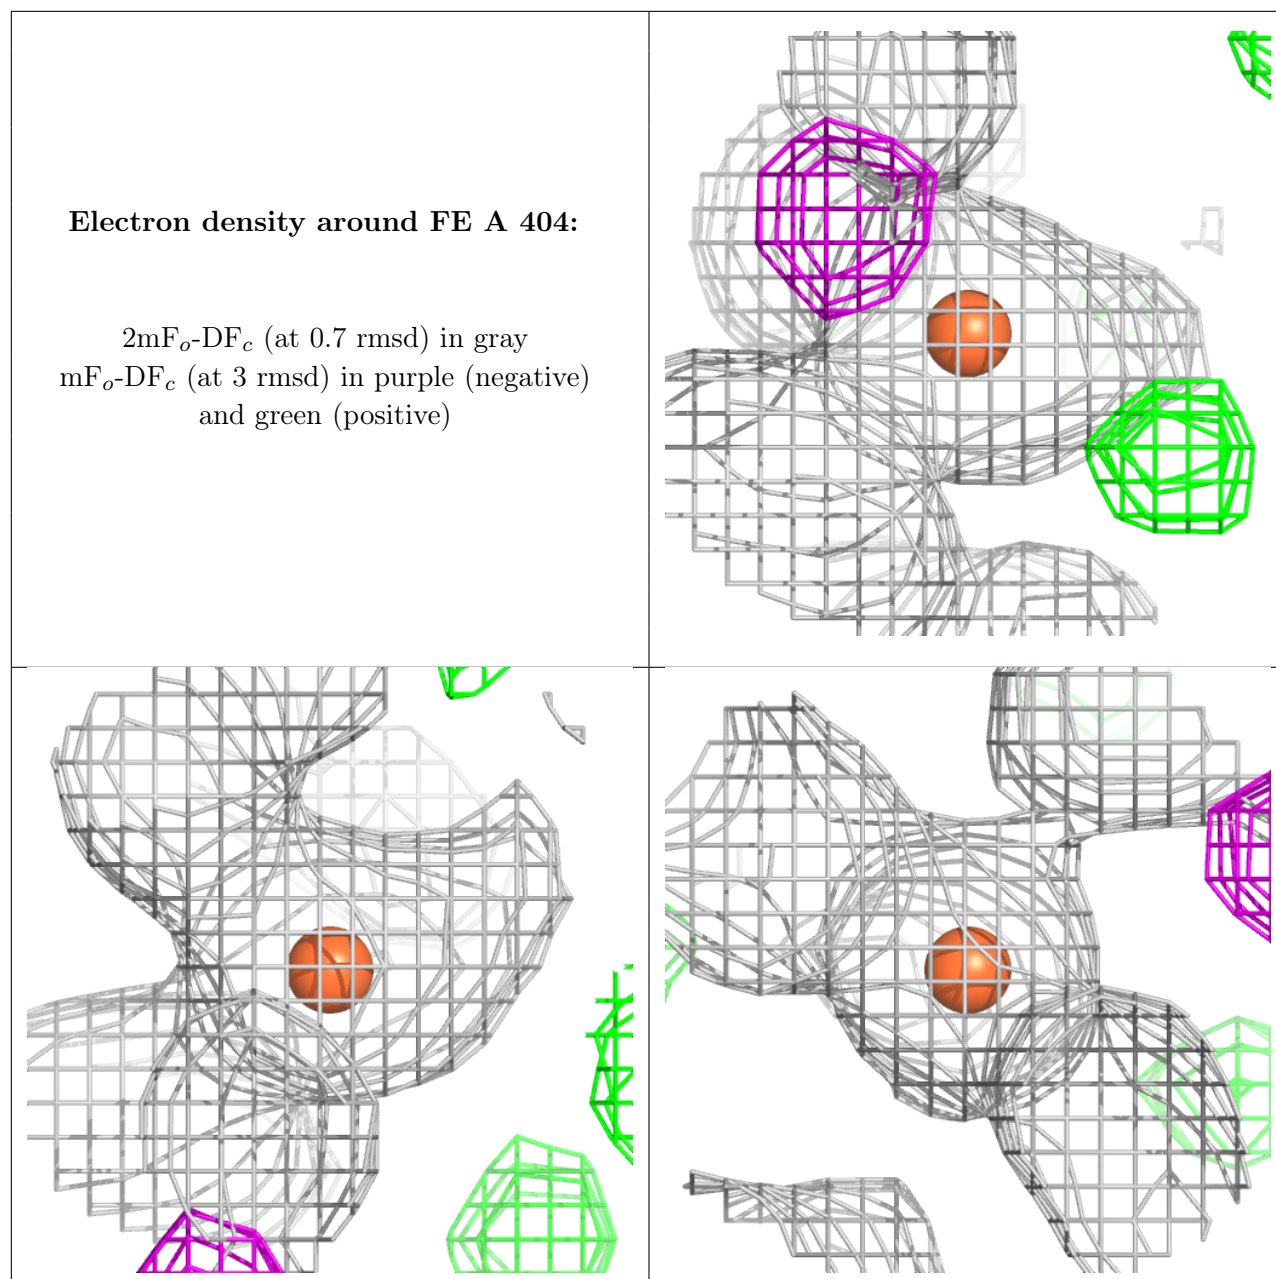 Electron density around FE A 404:
2mFo-DFc (at 0.7 rmsd) in gray
mFo-DFc (at 3 rmsd) in purple (negative)
and green (positive)